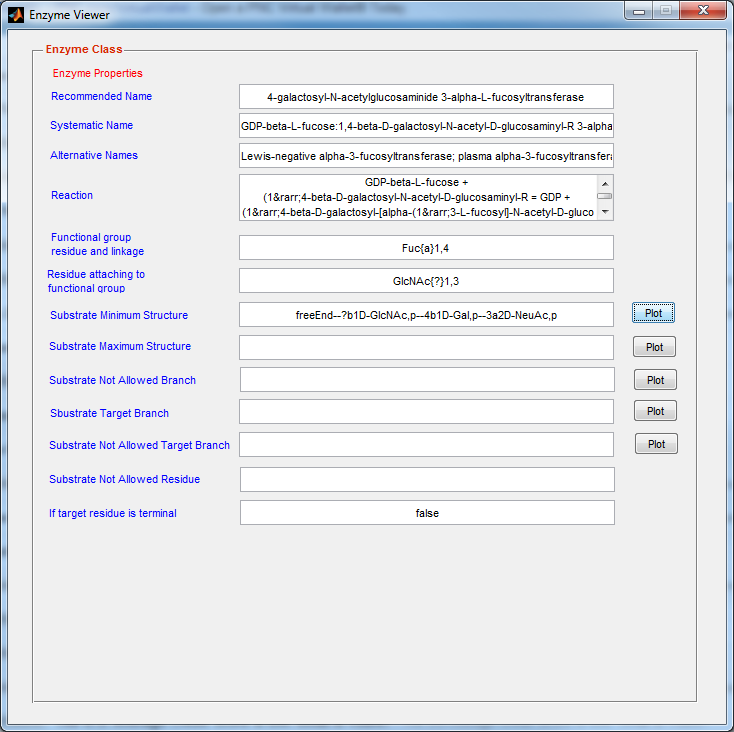 Enzyme Viewer
Enzyme Class
Enzyme Properties
Recommended Name
4-galactosyl-N-acetylglucosaminide 3-alpha-L-fucosyltransferase
Systematic Name
GDP-beta-L-fucose:1,4-beta-D-galactosyl-N-acetyl-D-glucosaminyl-R 3-alpha
Alternative Names
Lewis-negative alpha-3-fucosyltransferase; plasma alpha-3-fucosyltransfera
Reaction
GDP-beta-L-fucose +
(1&rarr;4-beta-D-galactosyl-N-acetyl-D-glucosaminyl-R = GDP +
(1&rarr;4-beta-D-galactosyl-[alpha-(1&rarr;3-L-fucosyl]-N-acetyl-D-gluco
Functional group
residue and linkage
Fuc{a}1,4
Residue attaching to
functional group
GlcNAc{?}1,3
Substrate Minimum Structure
freeEnd--?b1D-GlcNAc,p--4b1D-Gal,p--3a2D-NeuAc,p
Plot
Substrate Maximum Structure
Plot
Substrate Not Allowed Branch
Plot
Sbustrate Target Branch
Plot
Substrate Not Allowed Target Branch
Plot
Substrate Not Allowed Residue
If target residue is terminal
false